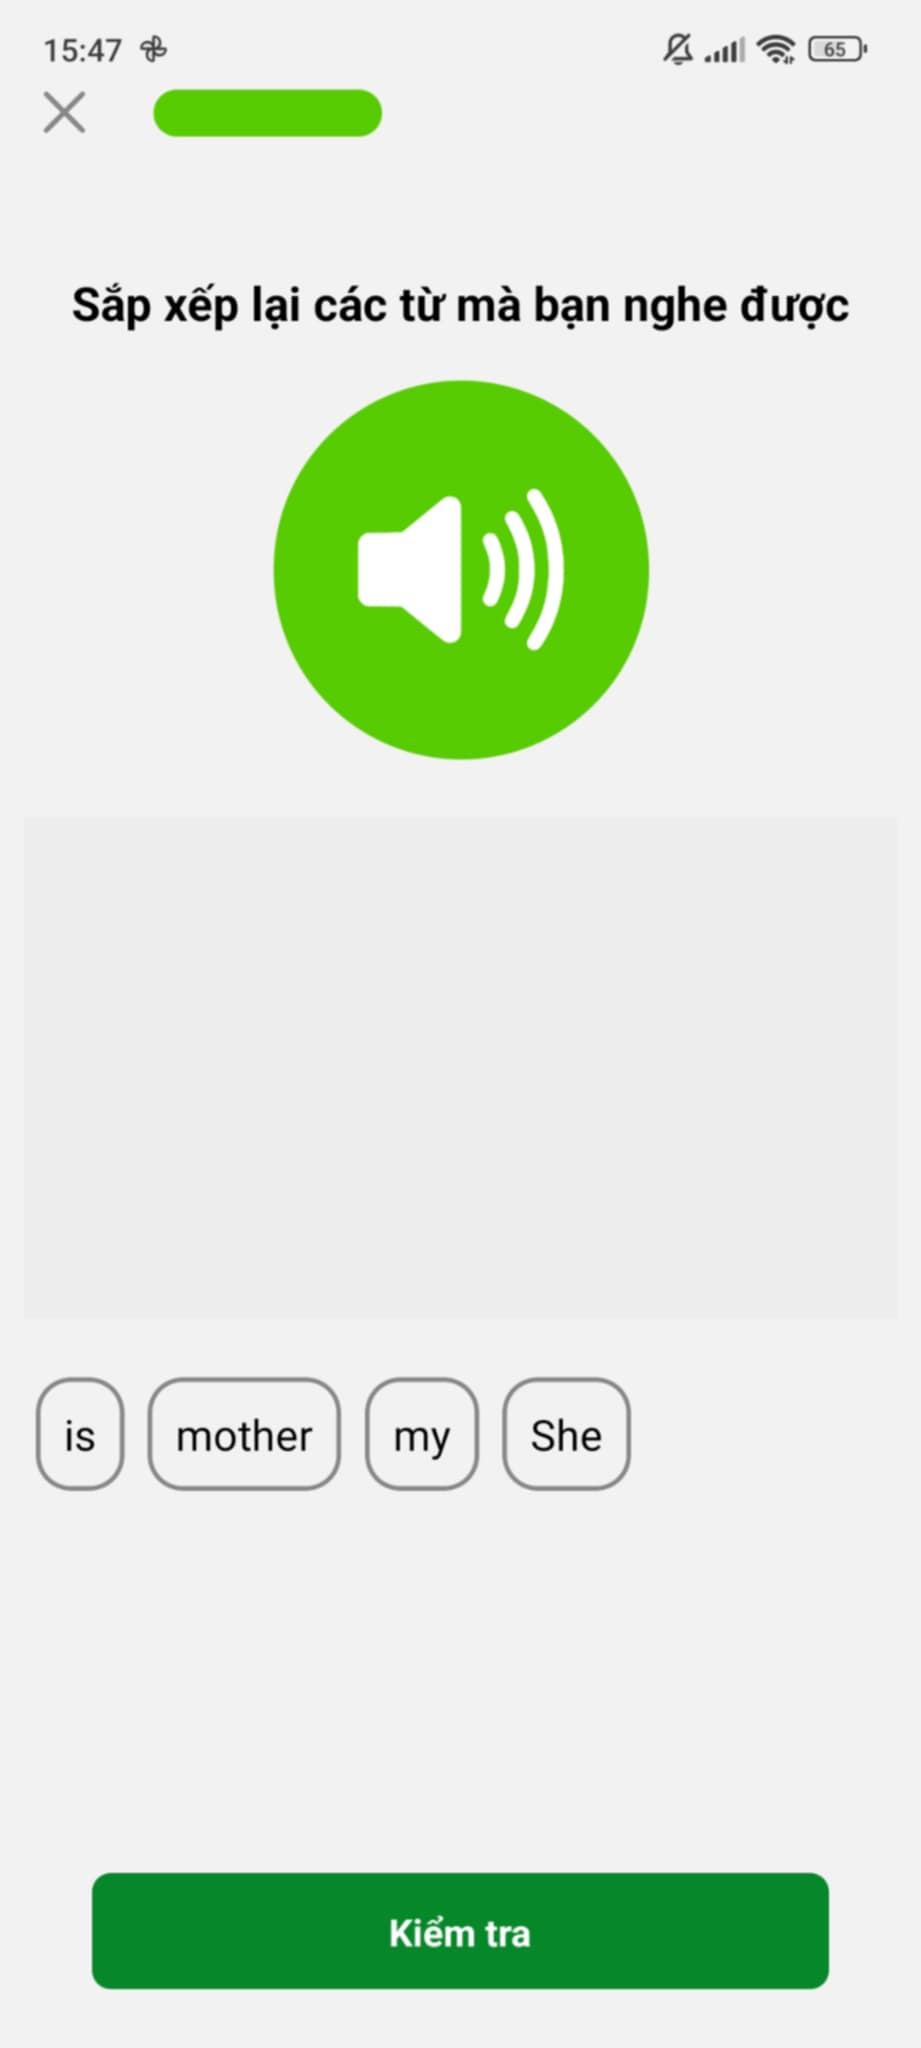 15:47
65
Sắp xếp lại các từ mà bạn nghe được
is mother my She
Kiểm tra